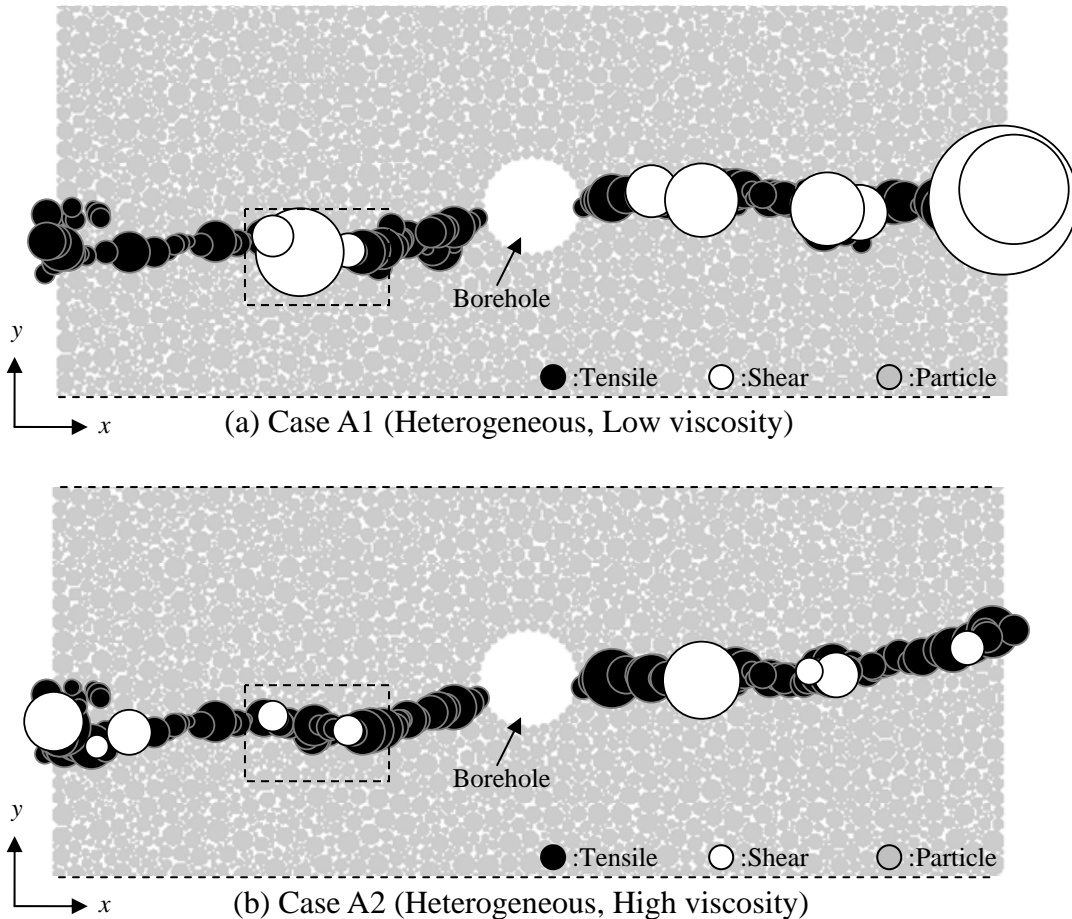 Borehole
y
:Tensile :Shear :Particle
x
(a) Case A1 (Heterogeneous, Low viscosity)
Borehole
y
:Tensile :Shear :Particle
x
(b) Case A2 (Heterogeneous, High viscosity)